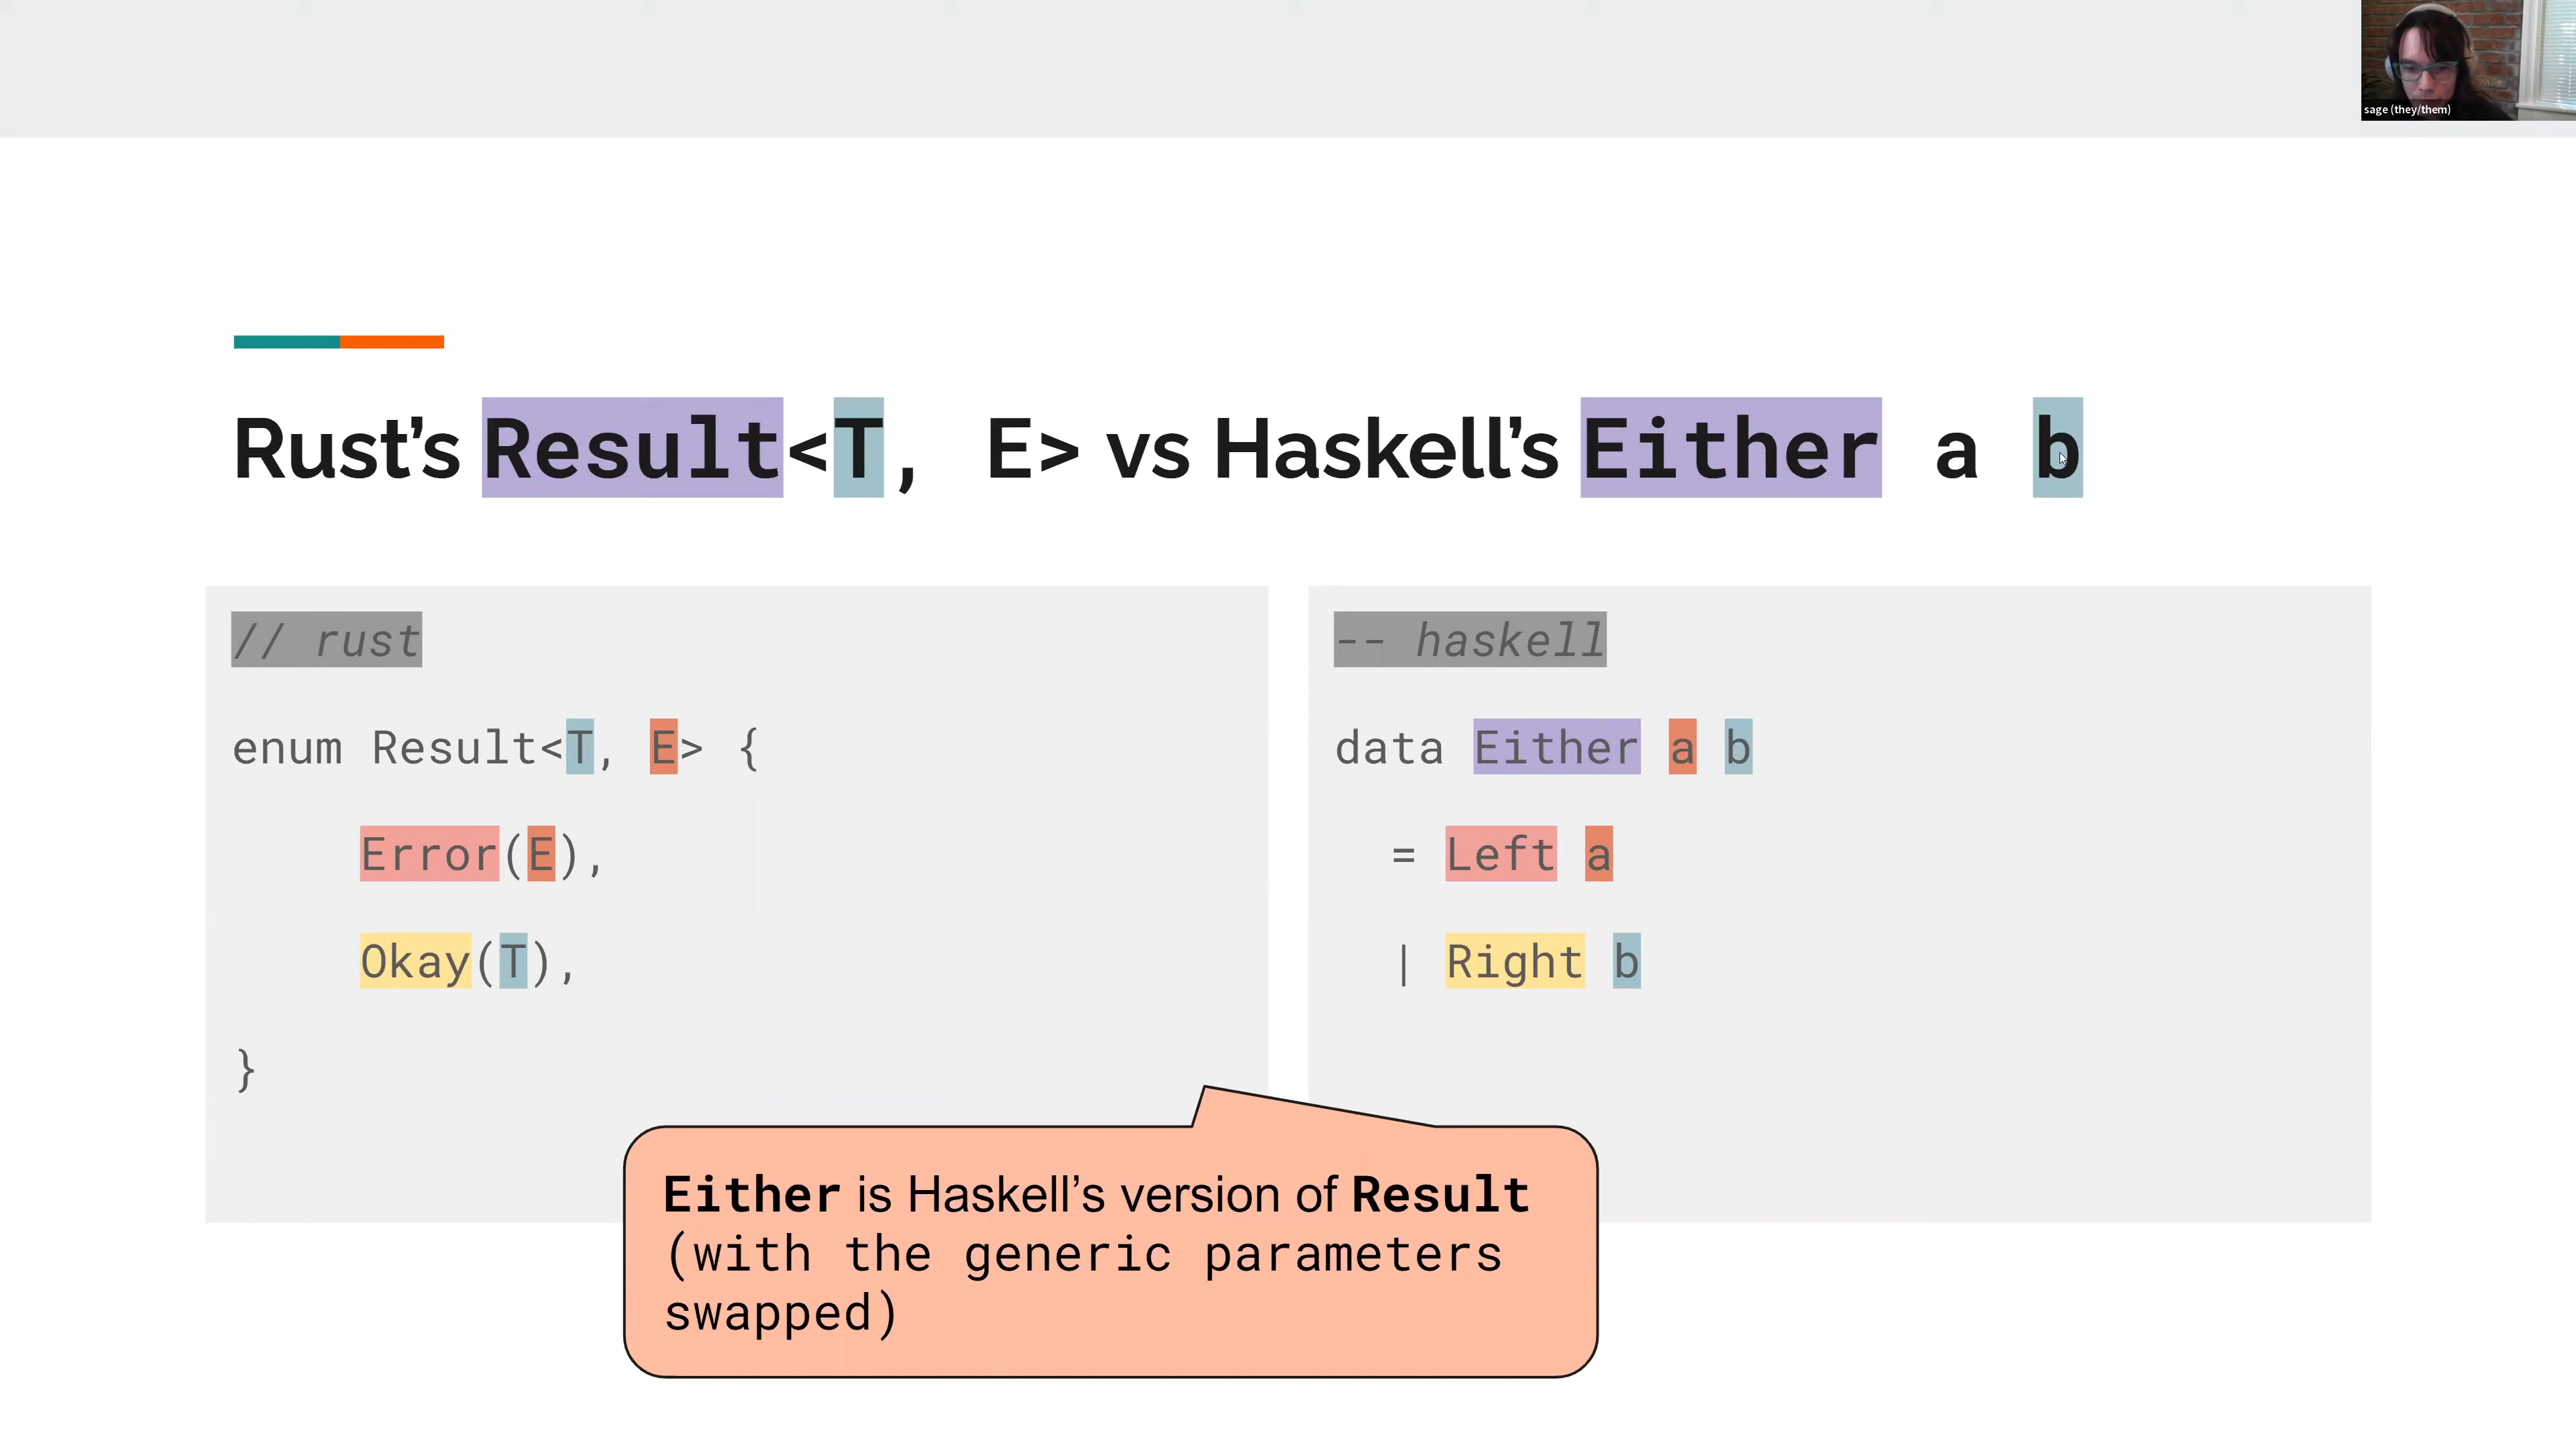 sage (they/them)
Rust’s Result<T, E> vs Haskell’s Either a b
// rust
enum Result<T, E> {
Error(E),
Okay(T),
}
-- haskell
data Either a b
= Left a
| Right b
Either is Haskell’s version of Result
(with the generic parameters
swapped)